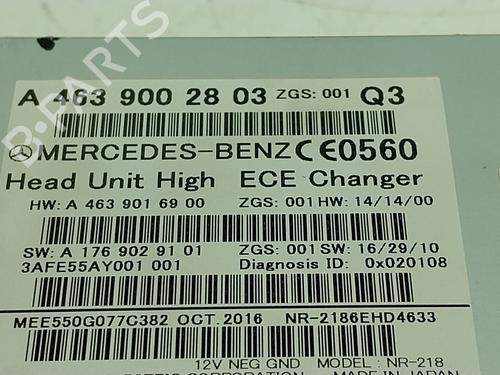 A 463 900 28 03 ZGS: 001 Q3
B-PARTS
MERCEDES-BENZ CE0560
Head Unit High ECE Changer
HW: A 463 901 69 00 ZGS: 001 HW: 14/14/00
SW: A 176 902 91 01 ZGS: 001 SW: 16/29/10
3AFE55AY001 001 Diagnosis ID: 0x020108
MEE550G077C382 OCT.2016 NR-2186EHD4633
12V NEG GND MODEL: NR-218
CORPORATION MADE IN JAPAN